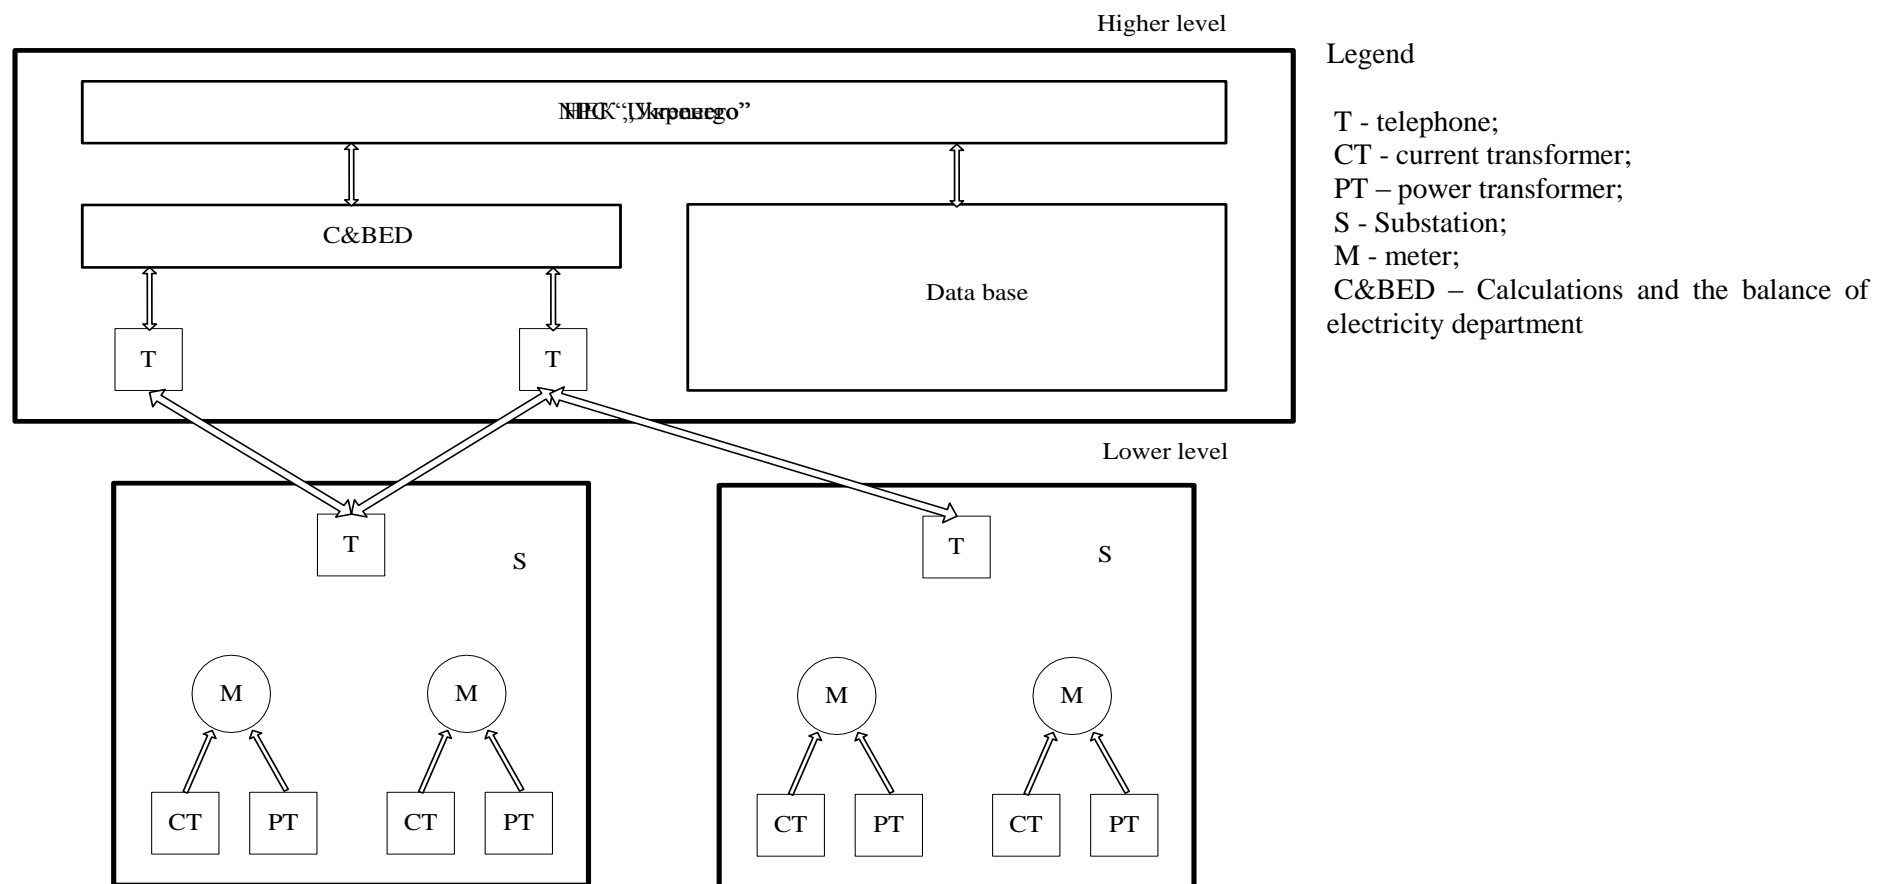 Higher level
Legend
T - telephone;
CT - current transformer;
PT – power transformer;
S - Substation;
M - meter;
C&BED – Calculations and the balance of
electricity department
C&BED
Data base
T
T
Lower level
T
S
T
S
M
M
M
M
CT
PT
CT
PT
CT
PT
CT
PT